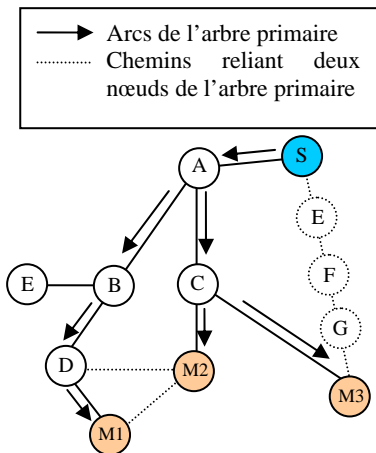 Arcs de l'arbre primaire
Chemins reliant deux
nœuds de l'arbre primaire
S
A
E
F
E
B
C
G
D
M2
M3
M1